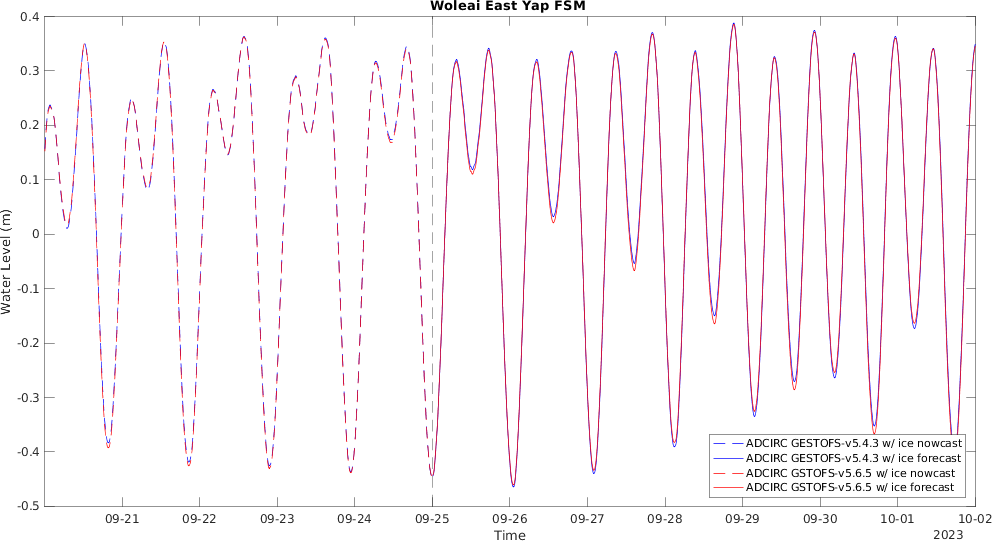 Woleai East Yap FSM
0.4
0.3
0.2
0.1
0
-0.1
-0.2
-0.3
-0.4
-0.5
Water Level (m)
ADCIRC GESTOFS-v5.4.3 w/ ice nowcast
ADCIRC GESTOFS-v5.4.3 w/ ice forecast
ADCIRC GSTOFS-v5.6.5 w/ ice nowcast
ADCIRC GSTOFS-v5.6.5 w/ ice forecast
09-21 09-22 09-23 09-24 09-25 09-26 09-27 09-28 09-29 09-30 10-01 10-02
Time
2023